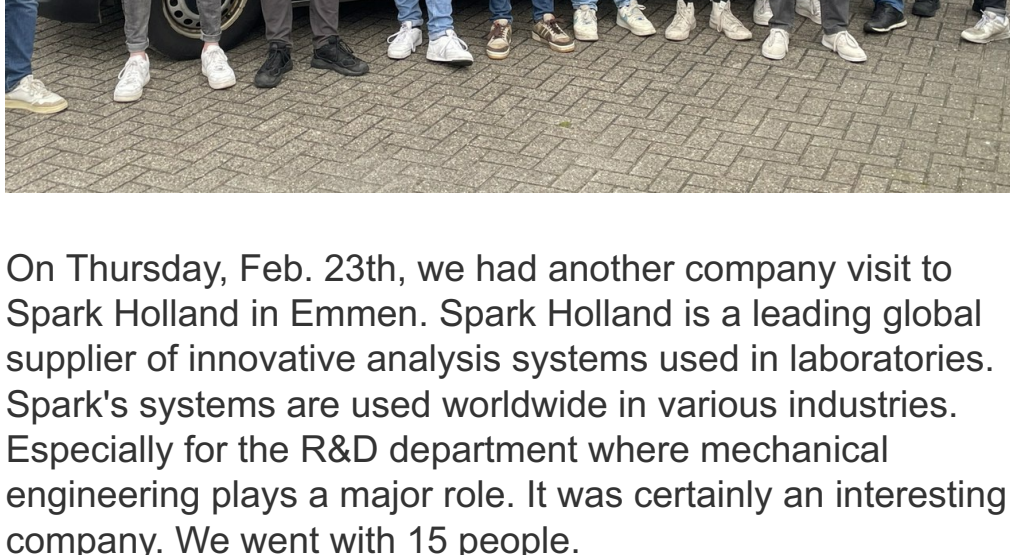 On Thursday, Feb. 23th, we had another company visit to
Spark Holland in Emmen. Spark Holland is a leading global
supplier of innovative analysis systems used in laboratories.
Spark's systems are used worldwide in various industries.
Especially for the R&D department where mechanical
engineering plays a major role. It was certainly an interesting
company. We went with 15 people.